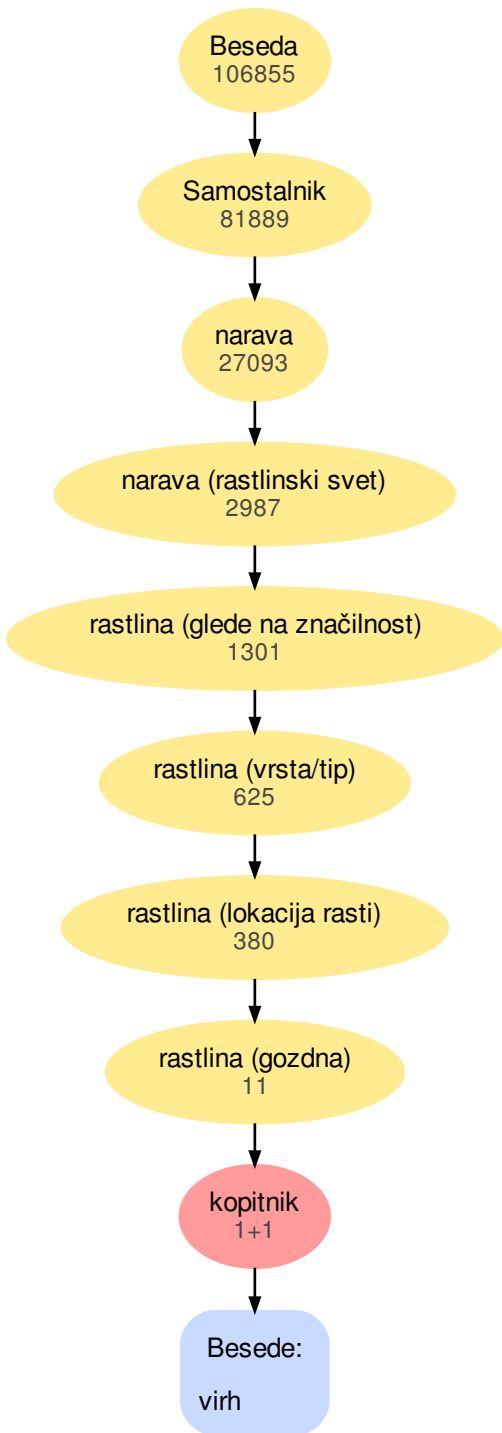 Beseda
106855
Samostalnik
81889
narava
27093
narava (rastlinski svet)
2987
rastlina (glede na značilnost)
1301
rastlina (vrsta/tip)
625
rastlina (lokacija rasti)
380
rastlina (gozdna)
11
kopitnik
1+1
Besede:
virh